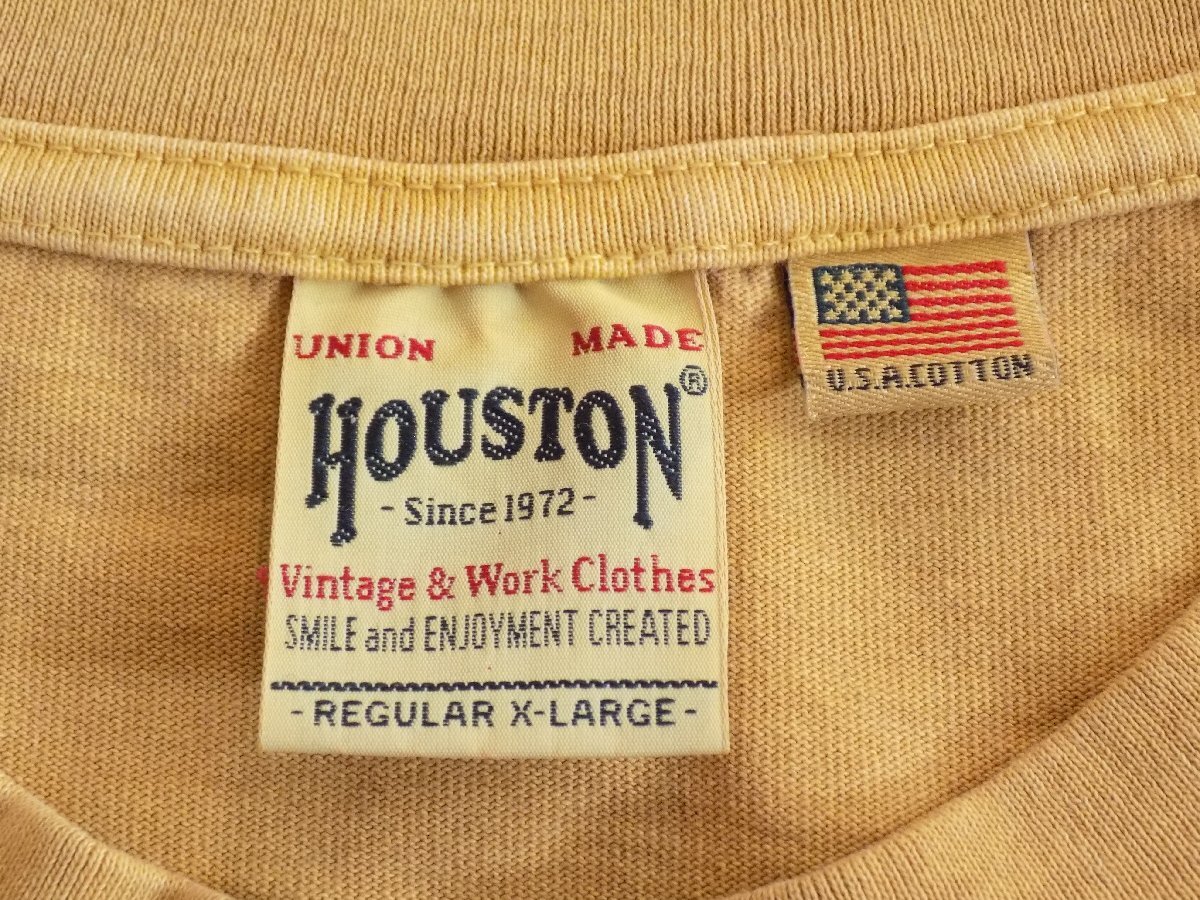 UNION MADE
HOUSTON®
- Since 1972 -
Vintage & Work Clothes
SMILE and ENJOYMENT CREATED
- REGULAR X-LARGE -
U.S.A.COTTON